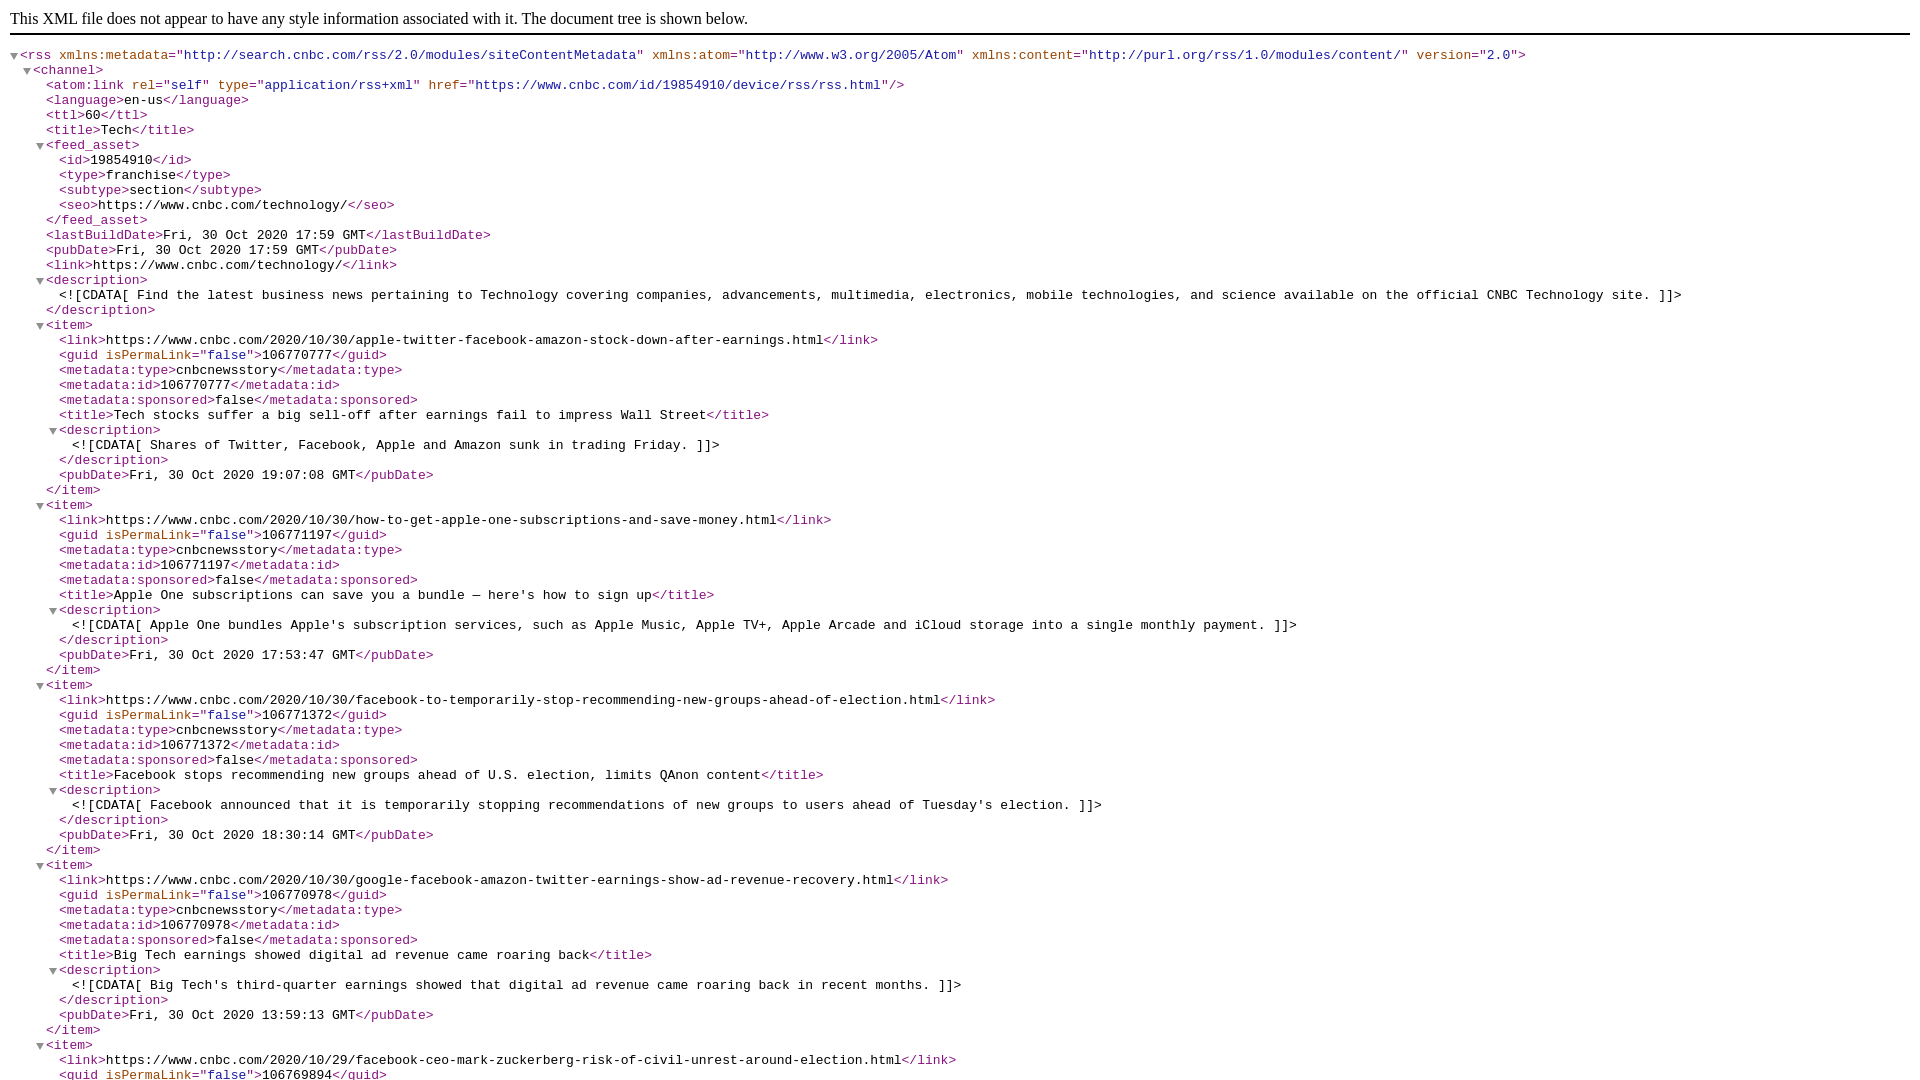 This XML file does not appear to have any style information associated with it. The document tree is shown below.
<rss xmlns:metadata="http://search.cnbc.com/rss/2.0/modules/siteContentMetadata" xmlns:atom="http://www.w3.org/2005/Atom" xmlns:content="http://purl.org/rss/1.0/modules/content/" version="2.0">
<channel>
<atom:link rel="self" type="application/rss+xml" href="https://www.cnbc.com/id/19854910/device/rss/rss.html"/>
<language>en-us</language>
<ttl>60</ttl>
<title>Tech</title>
<feed_asset>
<id>19854910</id>
<type>franchise</type>
<subtype>section</subtype>
<seo>https://www.cnbc.com/technology/</seo>
</feed_asset>
<lastBuildDate>Fri, 30 Oct 2020 17:59 GMT</lastBuildDate>
<pubDate>Fri, 30 Oct 2020 17:59 GMT</pubDate>
<link>https://www.cnbc.com/technology/</link>
<description>
<![CDATA[ Find the latest business news pertaining to Technology covering companies, advancements, multimedia, electronics, mobile technologies, and science available on the official CNBC Technology site. ]]>
</description>
<item>
<link>https://www.cnbc.com/2020/10/30/apple-twitter-facebook-amazon-stock-down-after-earnings.html</link>
<guid isPermaLink="false">106770777</guid>
<metadata:type>cnbcnewsstory</metadata:type>
<metadata:id>106770777</metadata:id>
<metadata:sponsored>false</metadata:sponsored>
<title>Tech stocks suffer a big sell-off after earnings fail to impress Wall Street</title>
<description>
<![CDATA[ Shares of Twitter, Facebook, Apple and Amazon sunk in trading Friday. ]]>
</description>
<pubDate>Fri, 30 Oct 2020 19:07:08 GMT</pubDate>
</item>
<item>
<link>https://www.cnbc.com/2020/10/30/how-to-get-apple-one-subscriptions-and-save-money.html</link>
<guid isPermaLink="false">106771197</guid>
<metadata:type>cnbcnewsstory</metadata:type>
<metadata:id>106771197</metadata:id>
<metadata:sponsored>false</metadata:sponsored>
<title>Apple One subscriptions can save you a bundle — here's how to sign up</title>
<description>
<![CDATA[ Apple One bundles Apple's subscription services, such as Apple Music, Apple TV+, Apple Arcade and iCloud storage into a single monthly payment. ]]>
</description>
<pubDate>Fri, 30 Oct 2020 17:53:47 GMT</pubDate>
</item>
<item>
<link>https://www.cnbc.com/2020/10/30/facebook-to-temporarily-stop-recommending-new-groups-ahead-of-election.html</link>
<guid isPermaLink="false">106771372</guid>
<metadata:type>cnbcnewsstory</metadata:type>
<metadata:id>106771372</metadata:id>
<metadata:sponsored>false</metadata:sponsored>
<title>Facebook stops recommending new groups ahead of U.S. election, limits QAnon content</title>
<description>
<![CDATA[ Facebook announced that it is temporarily stopping recommendations of new groups to users ahead of Tuesday's election. ]]>
</description>
<pubDate>Fri, 30 Oct 2020 18:30:14 GMT</pubDate>
</item>
<item>
<link>https://www.cnbc.com/2020/10/30/google-facebook-amazon-twitter-earnings-show-ad-revenue-recovery.html</link>
<guid isPermaLink="false">106770978</guid>
<metadata:type>cnbcnewsstory</metadata:type>
<metadata:id>106770978</metadata:id>
<metadata:sponsored>false</metadata:sponsored>
<title>Big Tech earnings showed digital ad revenue came roaring back</title>
<description>
<![CDATA[ Big Tech's third-quarter earnings showed that digital ad revenue came roaring back in recent months. ]]>
</description>
<pubDate>Fri, 30 Oct 2020 13:59:13 GMT</pubDate>
</item>
<item>
<link>https://www.cnbc.com/2020/10/29/facebook-ceo-mark-zuckerberg-risk-of-civil-unrest-around-election.html</link>
<guid isPermaLink="false">106769894</guid>